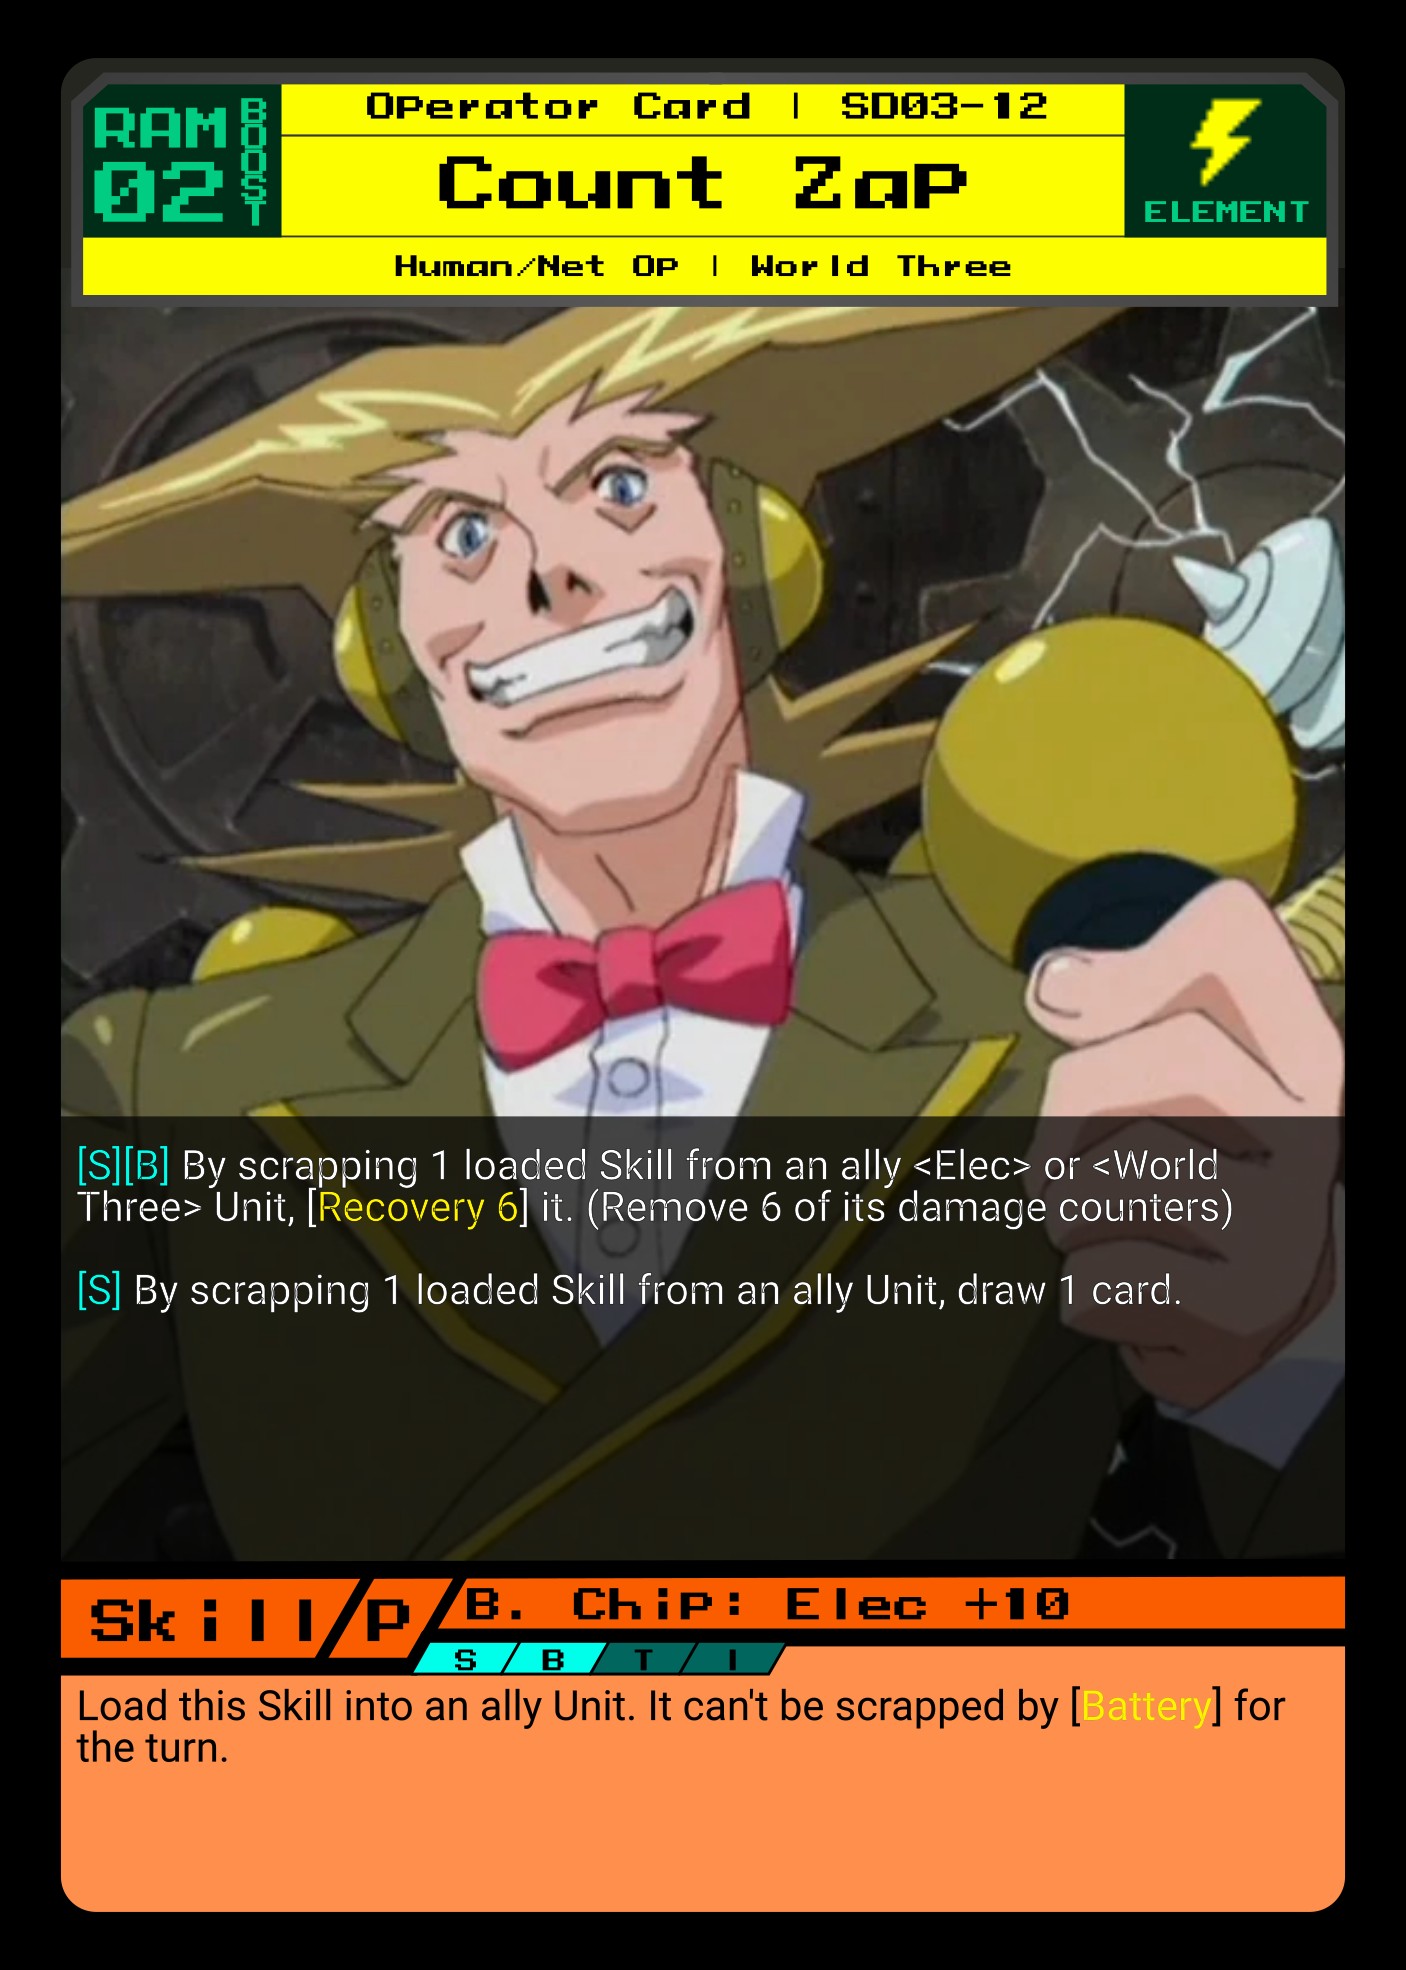 RAM
02
BOOST
Operator Card | SD03-12
Count Zap
ELEMENT
Human/Net Op | World Three
[S][B] By scrapping 1 loaded Skill from an ally <Elec> or <World
Three> Unit, [Recovery 6] it. (Remove 6 of its damage counters)
[S] By scrapping 1 loaded Skill from an ally Unit, draw 1 card.
Skill/P/
B. Chip: Elec +10
S / B / T / I
Load this Skill into an ally Unit. It can't be scrapped by [Battery] for
the turn.